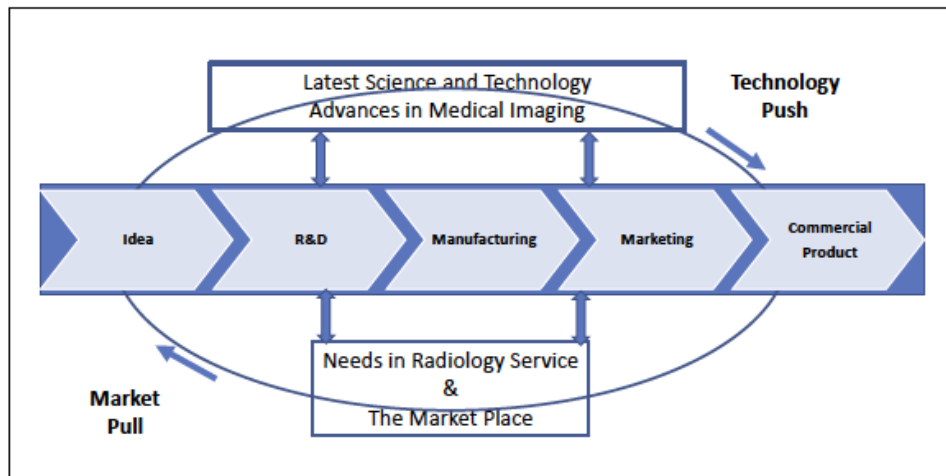 Latest Science and Technology
Advances in Medical Imaging
Technology
Push
Idea
R&D
Manufacturing
Marketing
Commercial
Product
Needs in Radiology Service
&
The Market Place
Market
Pull